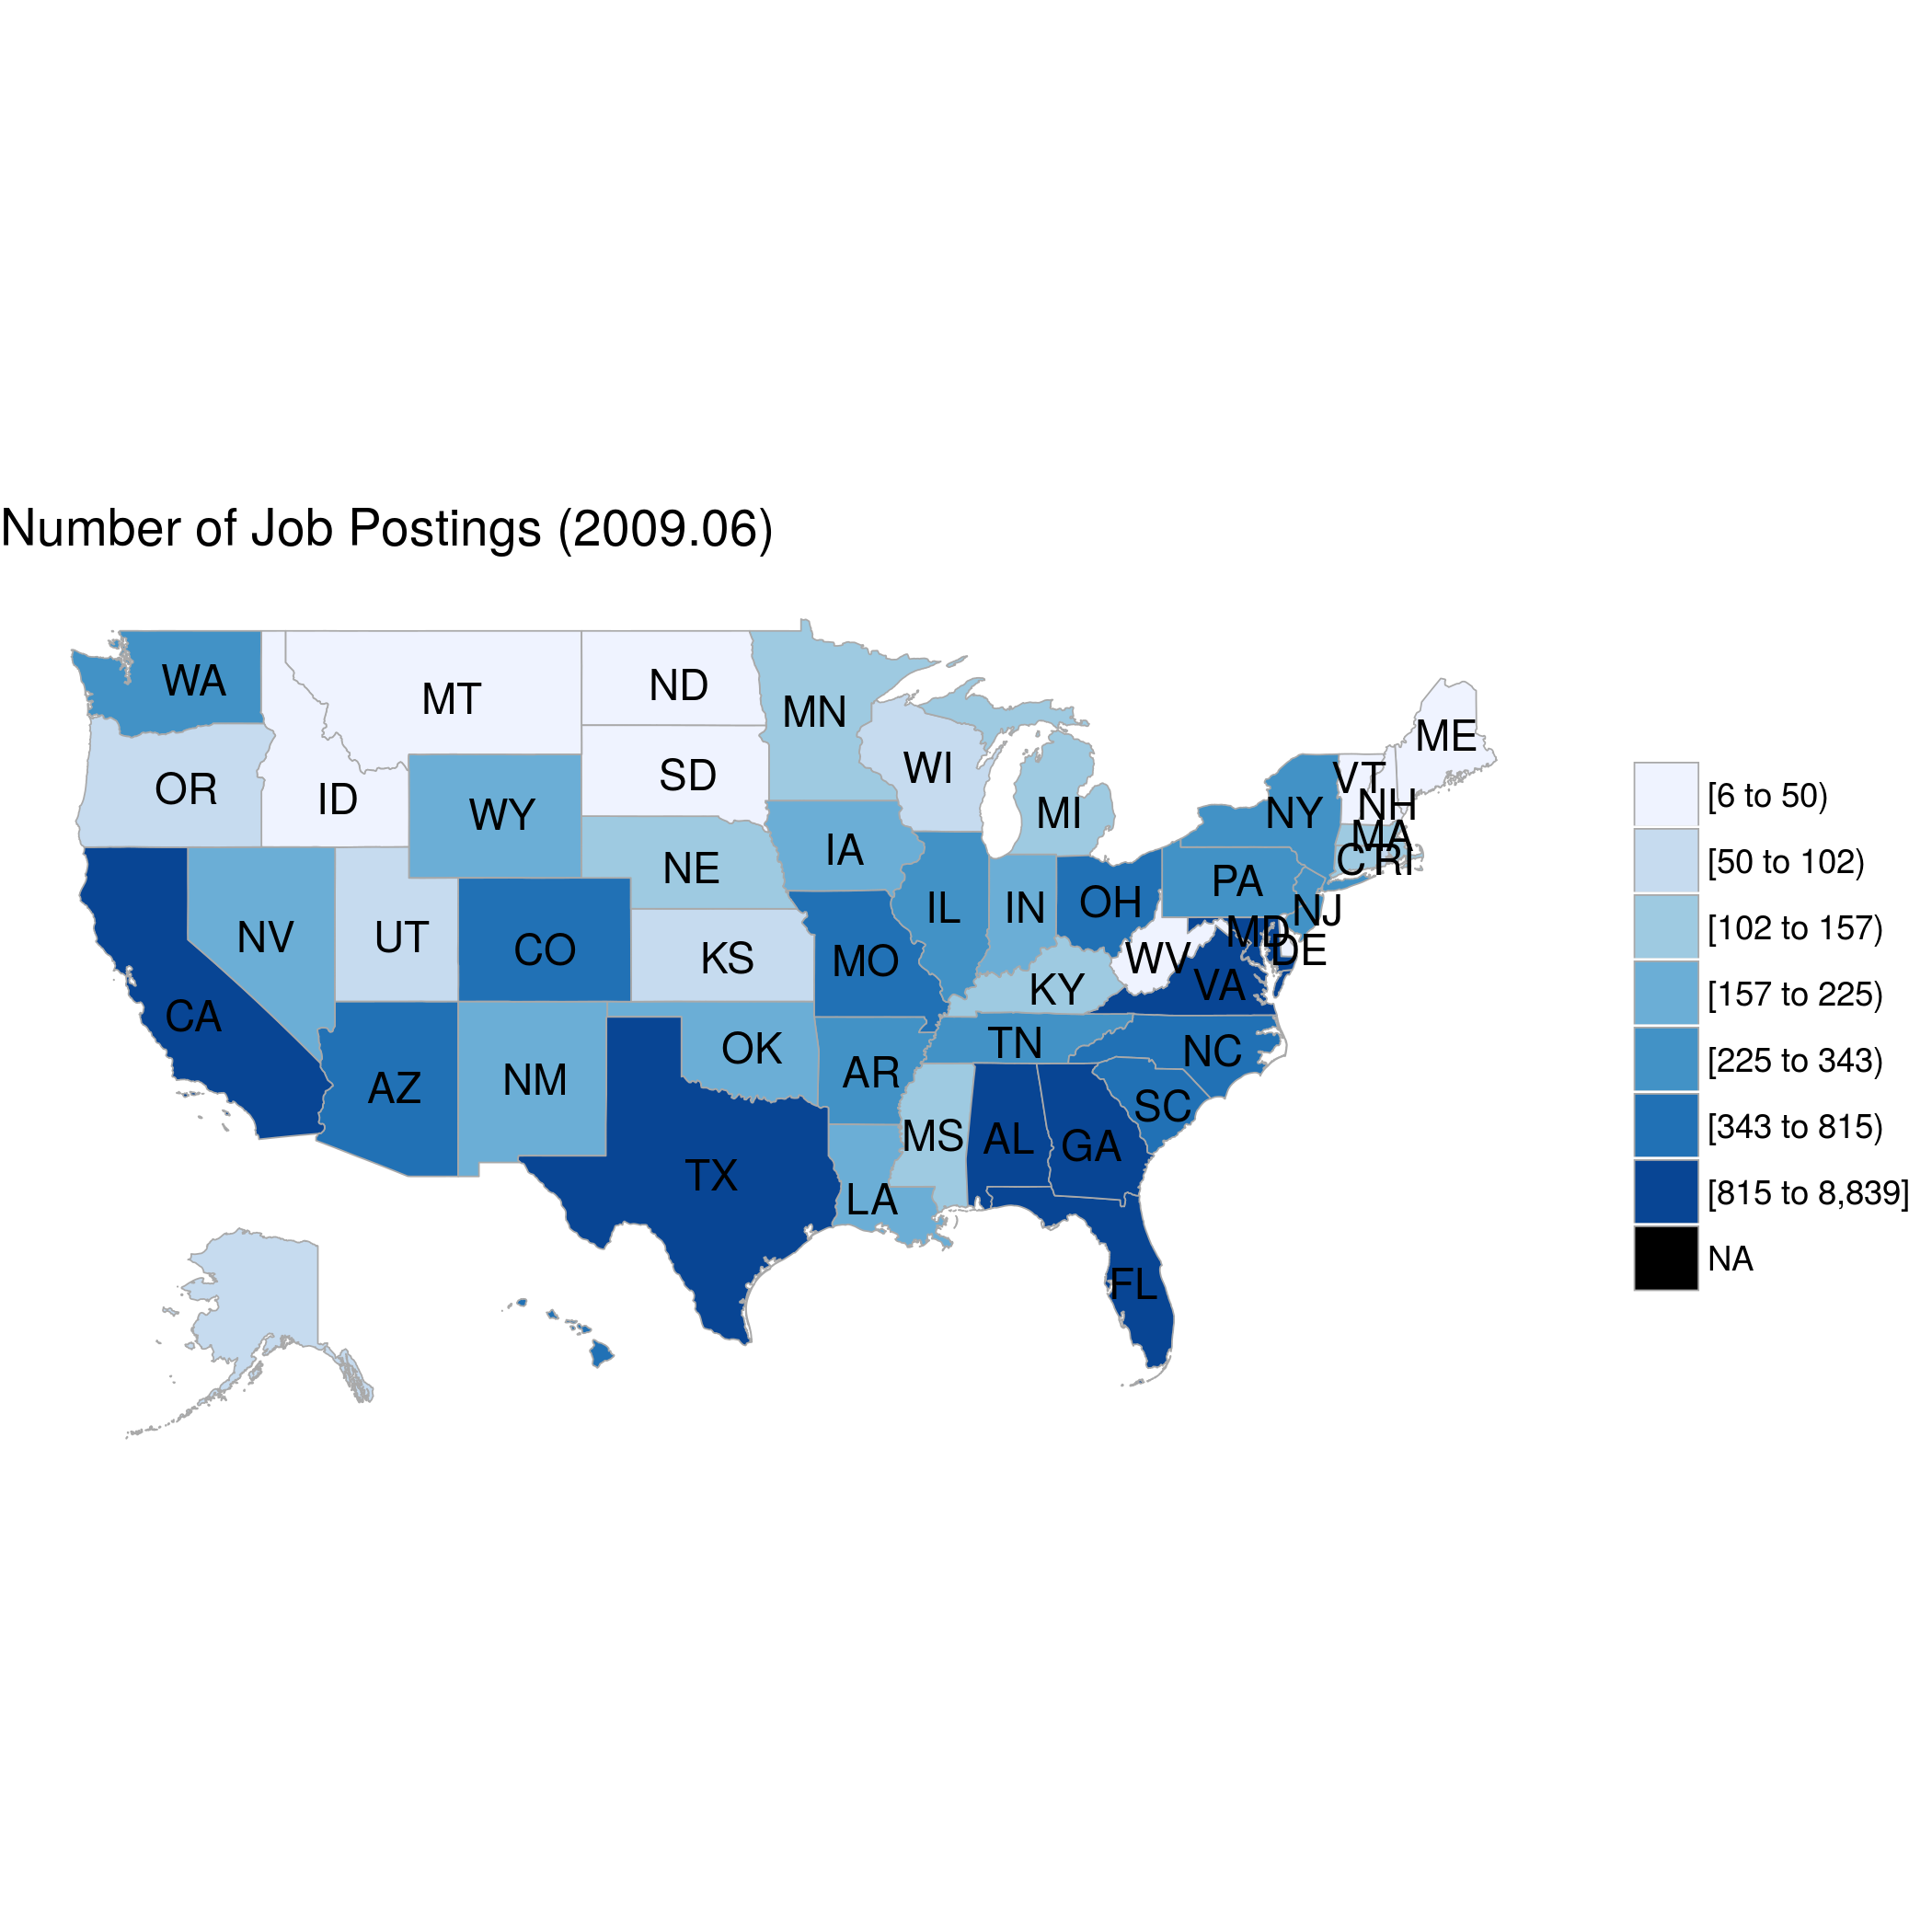 Number of Job Postings (2009.06)
WA
MT
ND
MN
ME
OR
ID
WY
SD
WI
MI
VT
NH
NY
MA
CT RI
NE
IA
PA
NV
UT
CO
KS
MO
IL
IN
OH
NJ
MD
DE
WV
VA
KY
CA
AZ
NM
OK
AR
TN
NC
SC
MS
AL
GA
TX
LA
FL
[6 to 50)
[50 to 102)
[102 to 157)
[157 to 225)
[225 to 343)
[343 to 815)
[815 to 8,839]
NA